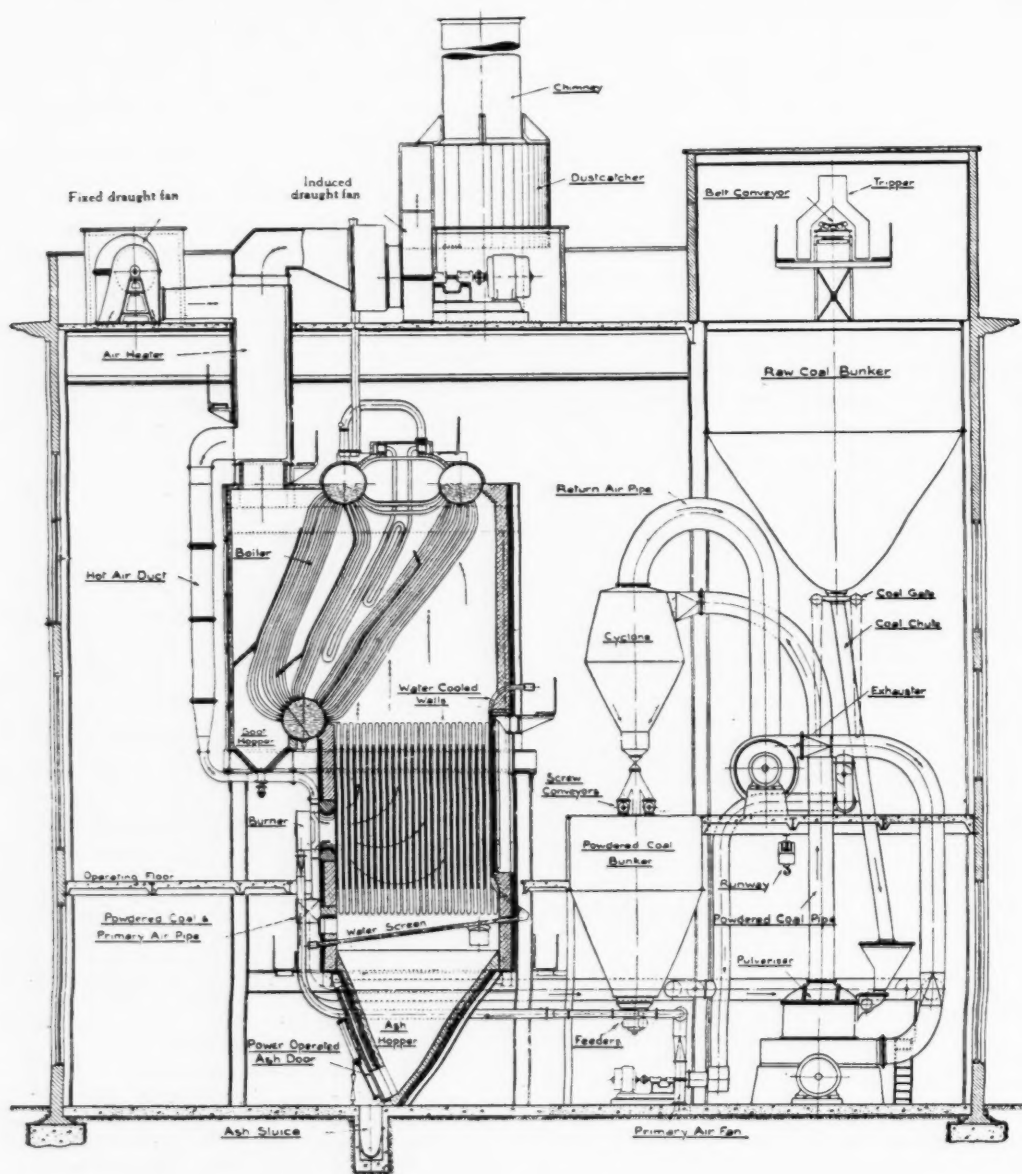 Chimney
Dustcatcher
Induced
draught fan
Fixed draught fan
Belt Conveyor
Tripper
Air Heater
Raw Coal Bunker
Return Air Pipe
Boiler
Hot Air Duct
Coal Gate
Coal Chute
Cyclone
Water Cooled
Walls
Exhauster
Soot
Hopper
Screw
Conveyors
Burner
Powdered Coal
Bunker
Operating Floor
Runway
Powdered Coal &
Primary Air Pipe
Water Screen
Powdered Coal Pipe
Pulveriser
Ash
Hopper
Feeders
Power Operated
Ash Door
Ash Sluice
Primary Air Fan